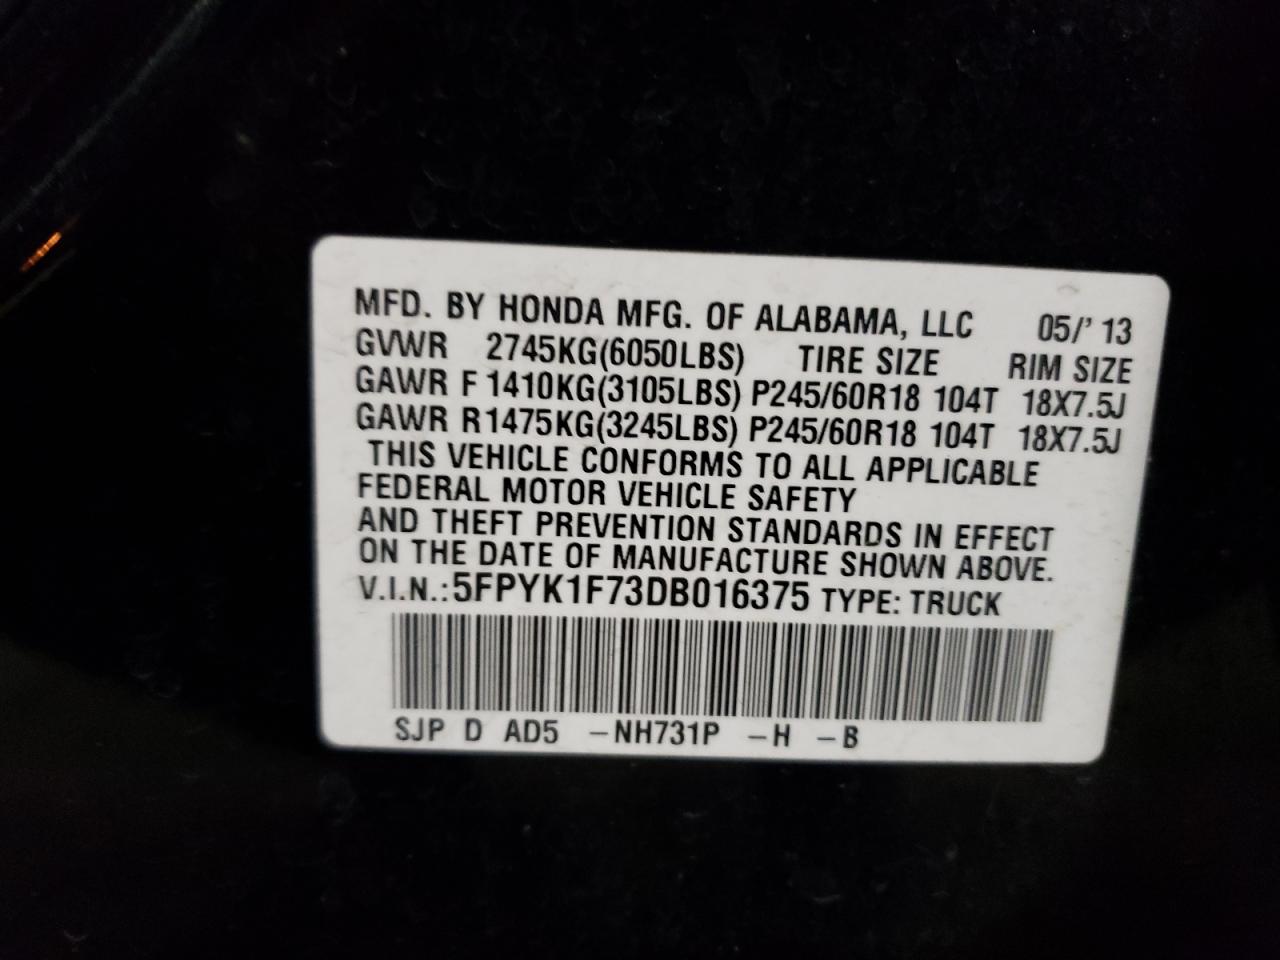 MFD. BY HONDA MFG. OF ALABAMA, LLC 05/'13
GVWR 2745KG(6050LBS) TIRE SIZE RIM SIZE
GAWR F 1410KG(3105LBS) P245/60R18 104T 18X7.5J
GAWR R1475KG(3245LBS) P245/60R18 104T 18X7.5J
THIS VEHICLE CONFORMS TO ALL APPLICABLE
FEDERAL MOTOR VEHICLE SAFETY
AND THEFT PREVENTION STANDARDS IN EFFECT
ON THE DATE OF MANUFACTURE SHOWN ABOVE.
V.I.N.:5FPYK1F73DB016375 TYPE: TRUCK
SJP D AD5 -NH731P -H -B